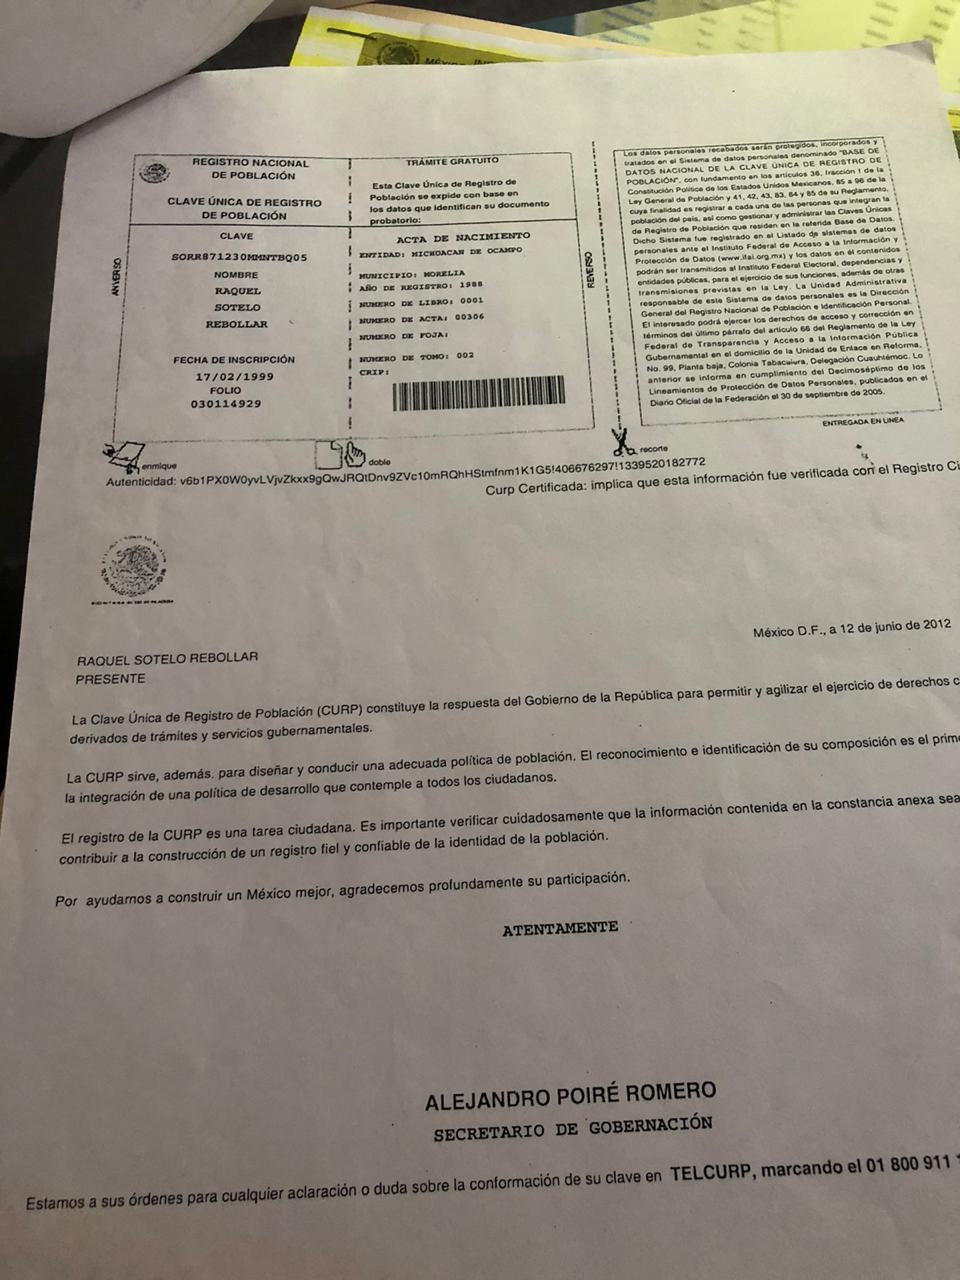 MÉXICO
REGISTRO NACIONAL
DE POBLACIÓN
CLAVE ÚNICA DE REGISTRO
DE POBLACIÓN
CLAVE
SORR871230MMNTBQ05
NOMBRE
RAQUEL
SOTELO
REBOLLAR
FECHA DE INSCRIPCIÓN
17/02/1999
FOLIO
030114929
ANVERSO
TRÁMITE GRATUITO
Esta Clave Única de Registro de
Población se expide con base en
los datos que identifican su documento
probatorio:
ACTA DE NACIMIENTO
ENTIDAD: MICHOACAN DE OCAMPO
MUNICIPIO: MORELIA
AÑO DE REGISTRO: 1988
NUMERO DE LIBRO: 0001
NUMERO DE ACTA: 00306
NUMERO DE FOJA:
NUMERO DE TOMO: 002
CRIP:
REVERSO
Los datos personales recabados serán protegidos, incorporados y
tratados en el Sistema de datos personales denominado "BASE DE
DATOS NACIONAL DE LA CLAVE ÚNICA DE REGISTRO DE
POBLACIÓN", con fundamento en los artículos 36, fracción I de la
Constitución Política de los Estados Unidos Mexicanos, 85 a 96 de la
Ley General de Población y 41, 42, 43, 83, 84 y 85 de su Reglamento,
cuya finalidad es registrar a cada una de las personas que integran la
población del país, así como gestionar y administrar las Claves Únicas
de Registro de Población que residen en la referida Base de Datos.
Dicho Sistema fue registrado en el Listado de sistemas de datos
personales ante el Instituto Federal de Acceso a la Información y
Protección de Datos (www.ifai.org.mx) y los datos en él contenidos
podrán ser transmitidos al Instituto Federal Electoral, dependencias y
entidades públicas, para el ejercicio de sus funciones, además de otras
transmisiones previstas en la Ley. La Unidad Administrativa
responsable de este Sistema de datos personales es la Dirección
General del Registro Nacional de Población e Identificación Personal.
El interesado podrá ejercer los derechos de acceso y corrección en
términos del último párrafo del artículo 66 del Reglamento de la Ley
Federal de Transparencia y Acceso a la Información Pública
Gubernamental en el domicilio de la Unidad de Enlace en Reforma,
No. 99, Planta baja, Colonia Tabacalera, Delegación Cuauhtémoc. Lo
anterior se informa en cumplimiento del Decimoséptimo de los
Lineamientos de Protección de Datos Personales, publicados en el
Diario Oficial de la Federación el 30 de septiembre de 2005.
ENTREGADA EN LINEA
enmique
doble
recorte
Autenticidad: v6b1PX0W0yvLVjvZkxx9gQwJRQtDnv9ZVc10mRQhHStmfnm1K1G5!406676297!1339520182772
Curp Certificada: implica que esta información fue verificada con el Registro Ci
México D.F., a 12 de junio de 2012
RAQUEL SOTELO REBOLLAR
PRESENTE
La Clave Única de Registro de Población (CURP) constituye la respuesta del Gobierno de la República para permitir y agilizar el ejercicio de derechos c
derivados de trámites y servicios gubernamentales.
La CURP sirve, además. para diseñar y conducir una adecuada política de población. El reconocimiento e identificación de su composición es el prime
la integración de una política de desarrollo que contemple a todos los ciudadanos.
El registro de la CURP es una tarea ciudadana. Es importante verificar cuidadosamente que la información contenida en la constancia anexa sea
contribuir a la construcción de un registro fiel y confiable de la identidad de la población.
Por ayudarnos a construir un México mejor, agradecemos profundamente su participación.
ATENTAMENTE
ALEJANDRO POIRÉ ROMERO
SECRETARIO DE GOBERNACIÓN
Estamos a sus órdenes para cualquier aclaración o duda sobre la conformación de su clave en TELCURP, marcando el 01 800 911